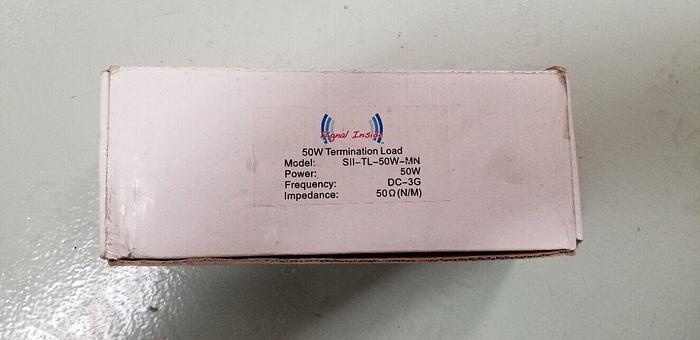 Signal Inside
50W Termination Load
Model: SII-TL-50W-MN
Power: 50W
Frequency: DC-3G
Impedance: 50Ω(N/M)